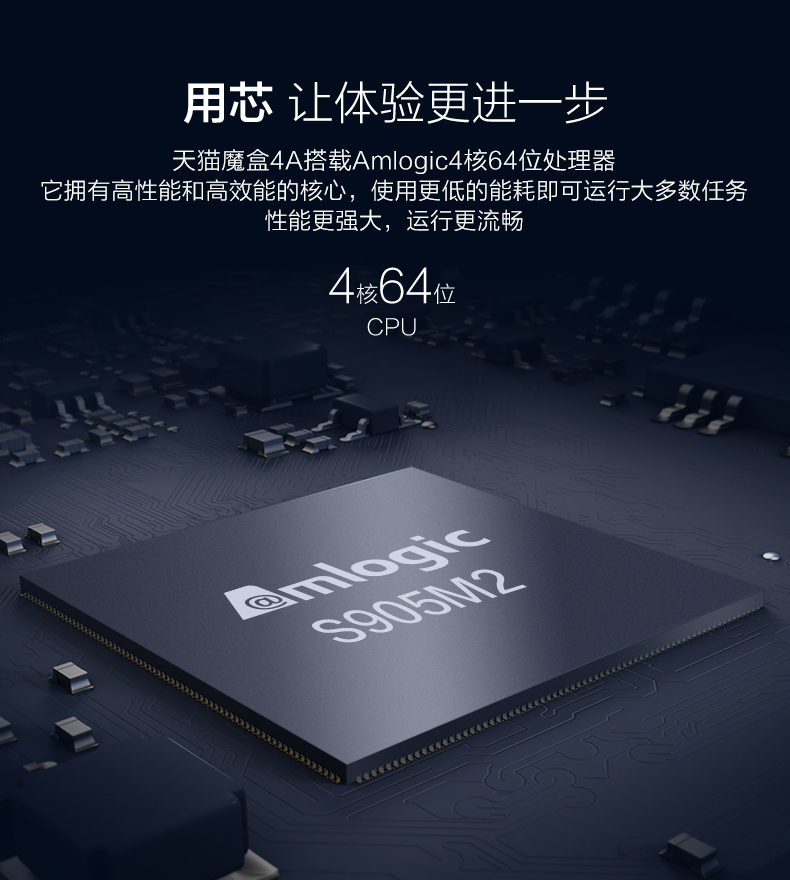 用芯 让体验更进一步
天猫魔盒4A搭载Amlogic4核64位处理器
它拥有高性能和高效能的核心，使用更低的能耗即可运行大多数任务
性能更强大，运行更流畅
4核64位
CPU
@mlogic
S905M2